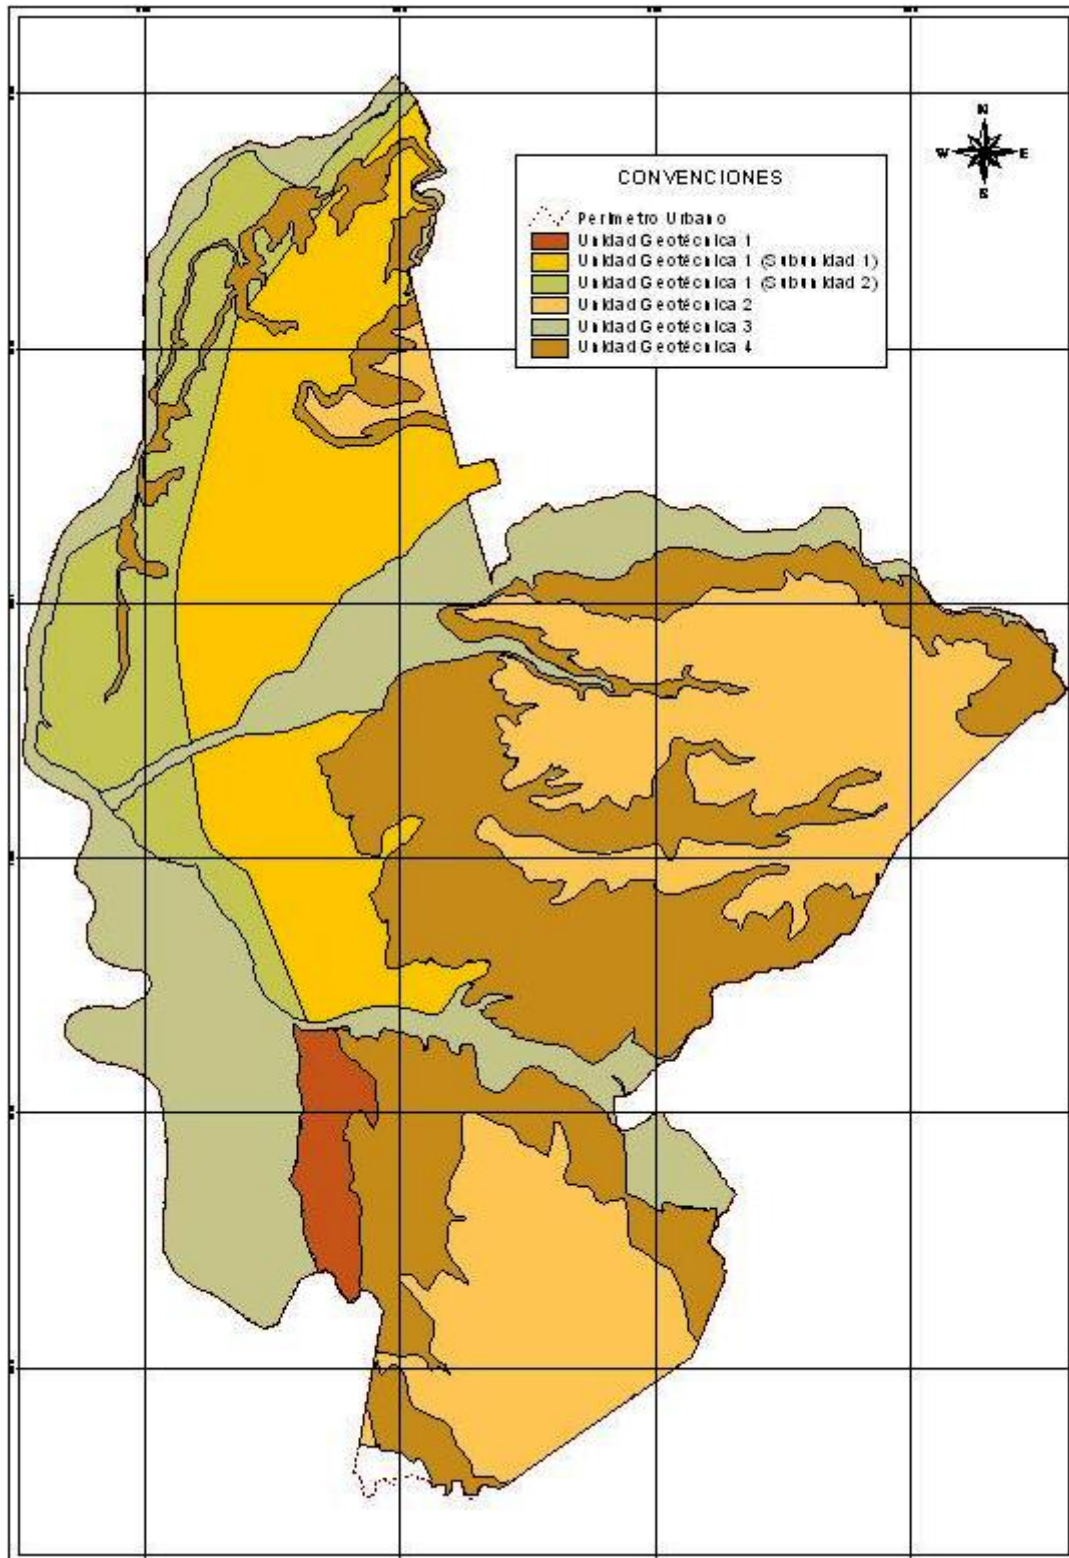 N
W E
S
CONVENCIONES
Perímetro Urbano
Unidad Geotécnica 1
Unidad Geotécnica 1 (Subunidad 1)
Unidad Geotécnica 1 (Subunidad 2)
Unidad Geotécnica 2
Unidad Geotécnica 3
Unidad Geotécnica 4